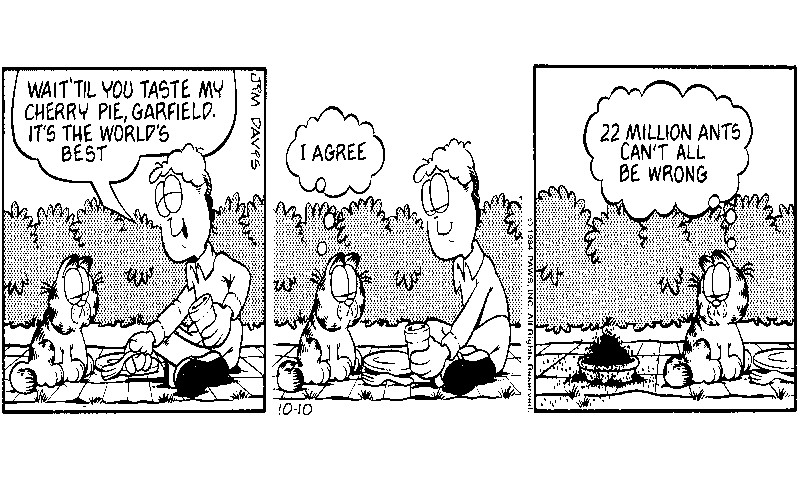 WAIT 'TIL YOU TASTE MY
CHERRY PIE, GARFIELD.
IT'S THE WORLD'S
BEST
JIM DAVIS
I AGREE
10-10
22 MILLION ANTS
CAN'T ALL
BE WRONG